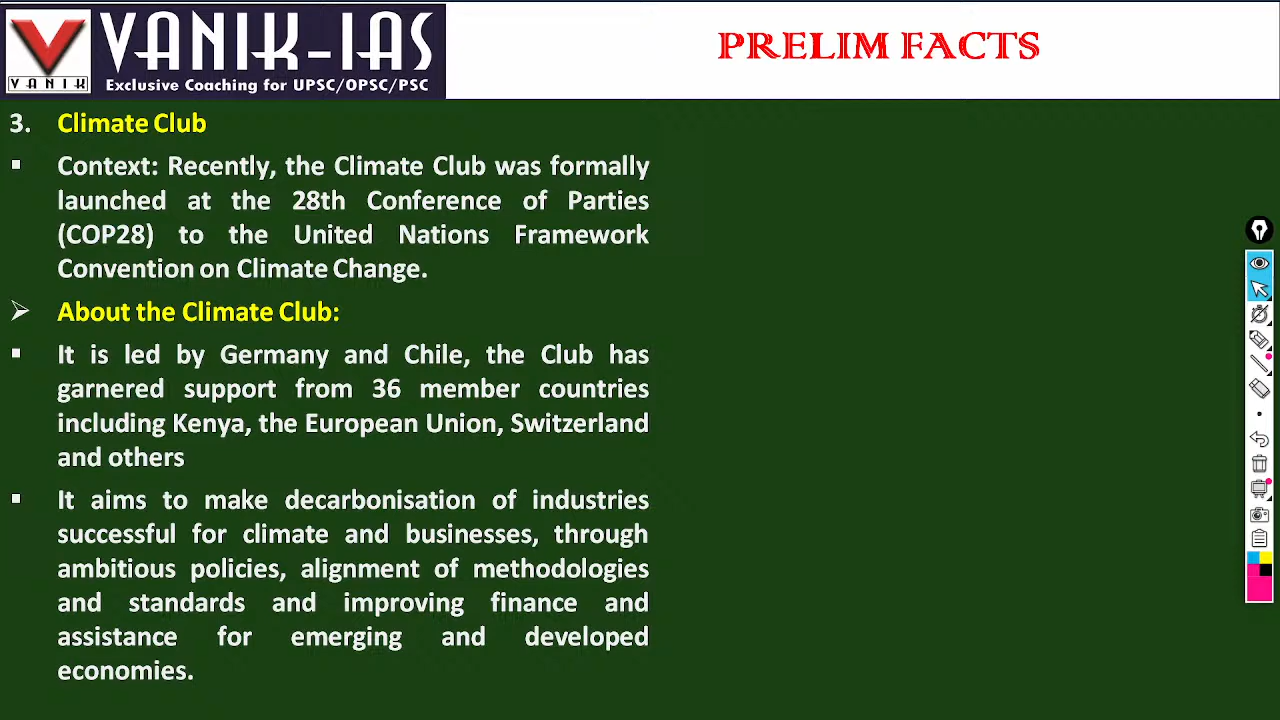 VANIK-IAS
VANIK
Exclusive Coaching for UPSC/OPSC/PSC
PRELIM FACTS
3. Climate Club
▪ Context: Recently, the Climate Club was formally
launched at the 28th Conference of Parties
(COP28) to the United Nations Framework
Convention on Climate Change.
➢ About the Climate Club:
▪ It is led by Germany and Chile, the Club has
garnered support from 36 member countries
including Kenya, the European Union, Switzerland
and others
▪ It aims to make decarbonisation of industries
successful for climate and businesses, through
ambitious policies, alignment of methodologies
and standards and improving finance and
assistance for emerging and developed
economies.